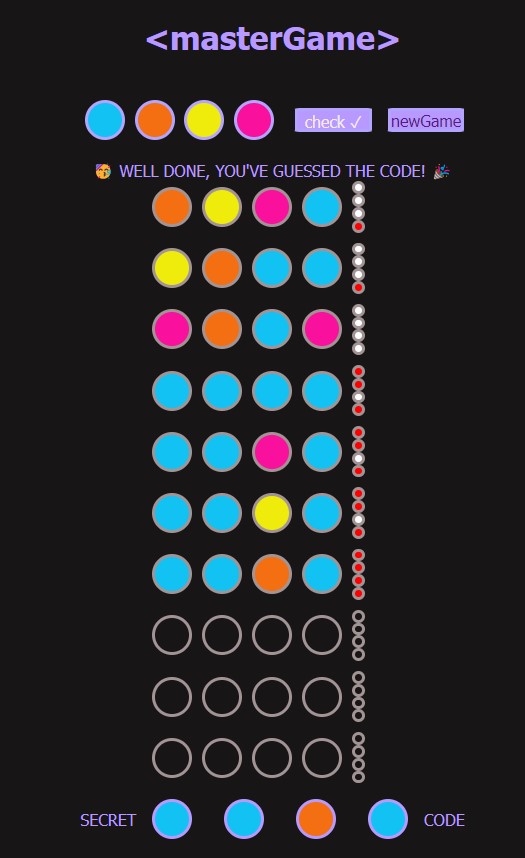 <masterGame>
check ✓ newGame
🥳 WELL DONE, YOU'VE GUESSED THE CODE! 🎉
SECRET CODE